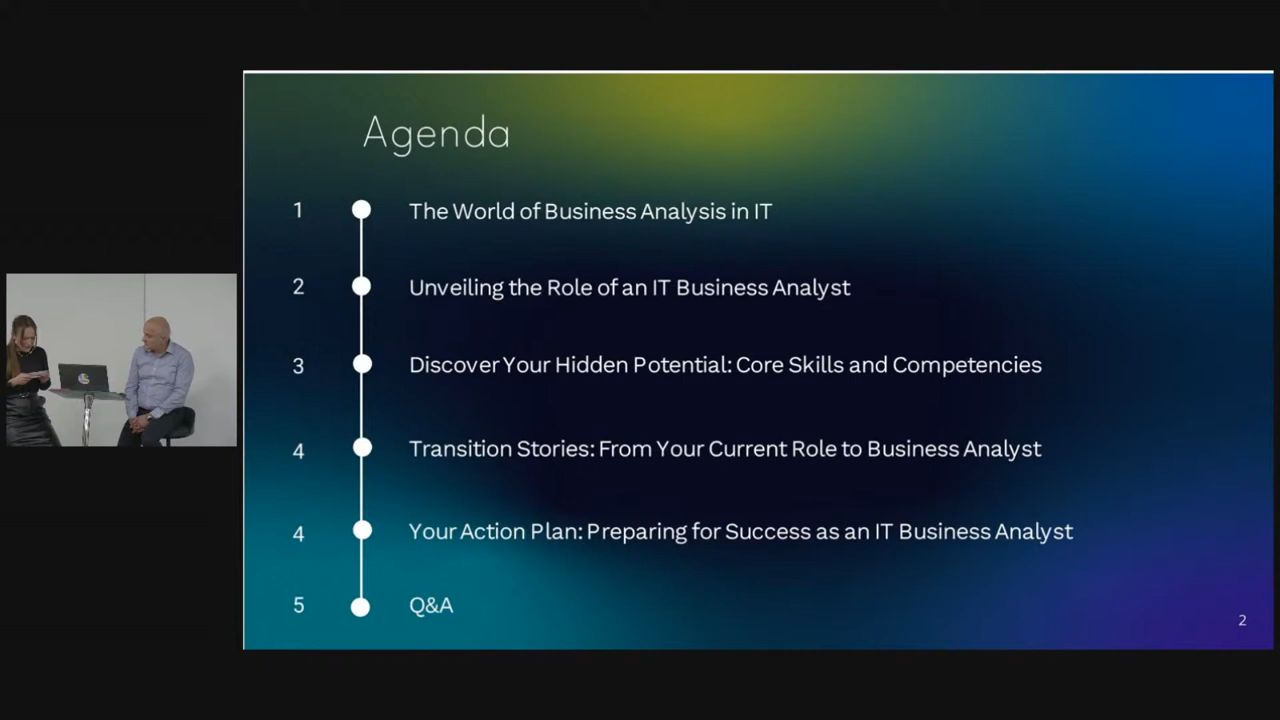 Agenda
1 The World of Business Analysis in IT
2 Unveiling the Role of an IT Business Analyst
3 Discover Your Hidden Potential: Core Skills and Competencies
4 Transition Stories: From Your Current Role to Business Analyst
4 Your Action Plan: Preparing for Success as an IT Business Analyst
5 Q&A
2